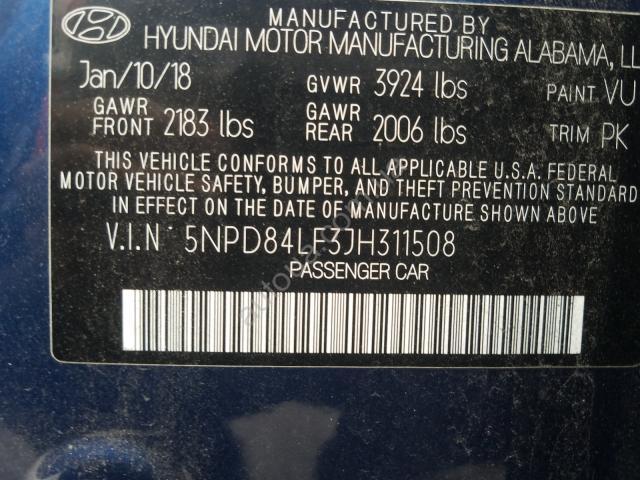 MANUFACTURED BY
HYUNDAI MOTOR MANUFACTURING ALABAMA,
Jan/10/18 GVWR 3924 lbs PAINT VU
GAWR FRONT 2183 lbs GAWR REAR 2006 lbs TRIM PK
THIS VEHICLE CONFORMS TO ALL APPLICABLE U.S.A. FEDERAL
MOTOR VEHICLE SAFETY, BUMPER, AND THEFT PREVENTION STANDARD
IN EFFECT ON THE DATE OF MANUFACTURE SHOWN ABOVE
V.I.N 5NPD84LF3JH311508
PASSENGER CAR